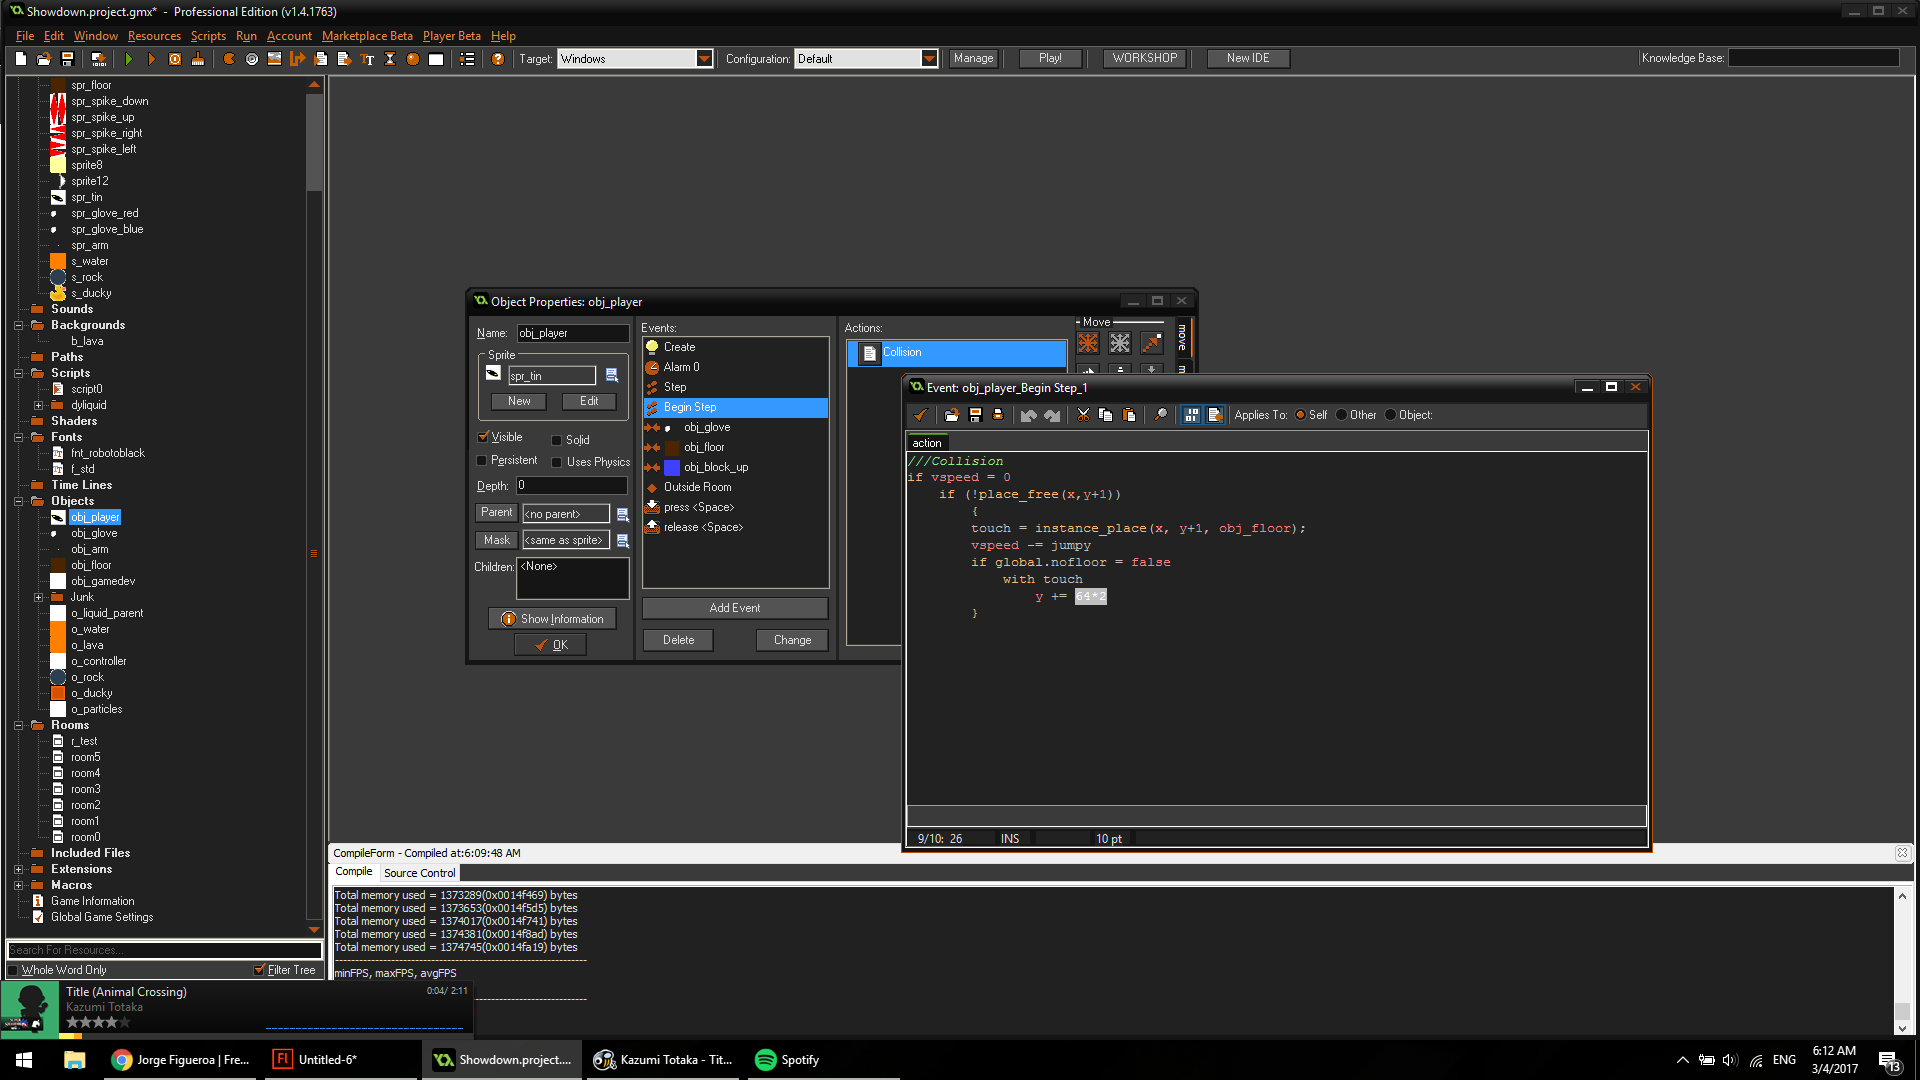 Showdown.project.gmx* - Professional Edition (v1.4.1763)
File Edit Window Resources Scripts Run Account Marketplace Beta Player Beta Help
Target: Windows Configuration: Default Manage Play! WORKSHOP New IDE Knowledge Base:
spr_floor
spr_spike_down
spr_spike_up
spr_spike_right
spr_spike_left
sprite8
sprite12
spr_tin
spr_glove_red
spr_glove_blue
spr_arm
s_water
s_rock
s_ducky
Sounds
Backgrounds
b_lava
Paths
Scripts
script0
dyliquid
Shaders
Fonts
fnt_robotoblack
f_std
Time Lines
Objects
obj_player
obj_glove
obj_arm
obj_floor
obj_gamedev
Junk
o_liquid_parent
o_water
o_lava
o_controller
o_rock
o_ducky
o_particles
Rooms
r_test
room5
room4
room3
room2
room1
room0
Included Files
Extensions
Macros
Game Information
Global Game Settings
Search For Resources...
Whole Word Only Filter Tree
Object Properties: obj_player
Name: obj_player
Sprite
spr_tin
New Edit
Visible Solid
Persistent Uses Physics
Depth: 0
Parent <no parent>
Mask <same as sprite>
Children: <None>
Show Information
OK
Events:
Create
Alarm 0
Step
Begin Step
obj_glove
obj_floor
obj_block_up
Outside Room
press <Space>
release <Space>
Add Event
Delete Change
Actions:
Collision
Move
move
Event: obj_player_Begin Step_1
Applies To: Self Other Object:
action
///Collision
if vspeed = 0
if (!place_free(x,y+1))
{
touch = instance_place(x, y+1, obj_floor);
vspeed -= jumpy
if global.nofloor = false
with touch
y += 64*2
}
9/10: 26 INS 10 pt
CompileForm - Compiled at:6:09:48 AM
Compile Source Control
Total memory used = 1373289(0x0014f469) bytes
Total memory used = 1373653(0x0014f5d5) bytes
Total memory used = 1374017(0x0014f741) bytes
Total memory used = 1374381(0x0014f8ad) bytes
Total memory used = 1374745(0x0014fa19) bytes
minFPS, maxFPS, avgFPS
Title (Animal Crossing) 0:04/ 2:11
Kazumi Totaka
Jorge Figueroa | Fre... Untitled-6* Showdown.project.... Kazumi Totaka - Tit... Spotify
ENG 6:12 AM
3/4/2017
13